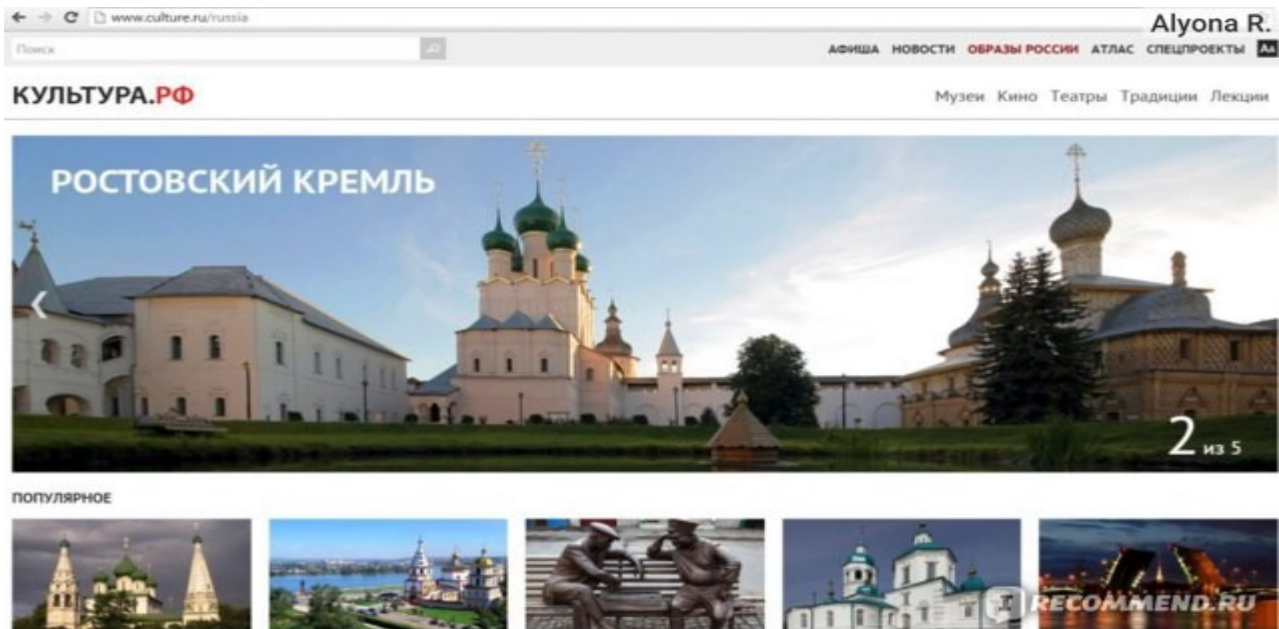 www.culture.ru/russia
Alyona R.
Поиск
АФИША НОВОСТИ ОБРАЗЫ РОССИИ АТЛАС СПЕЦПРОЕКТЫ Аа
КУЛЬТУРА.РФ
Музеи Кино Театры Традиции Лекции
РОСТОВСКИЙ КРЕМЛЬ
2 из 5
ПОПУЛЯРНОЕ
RECOMMEND.RU